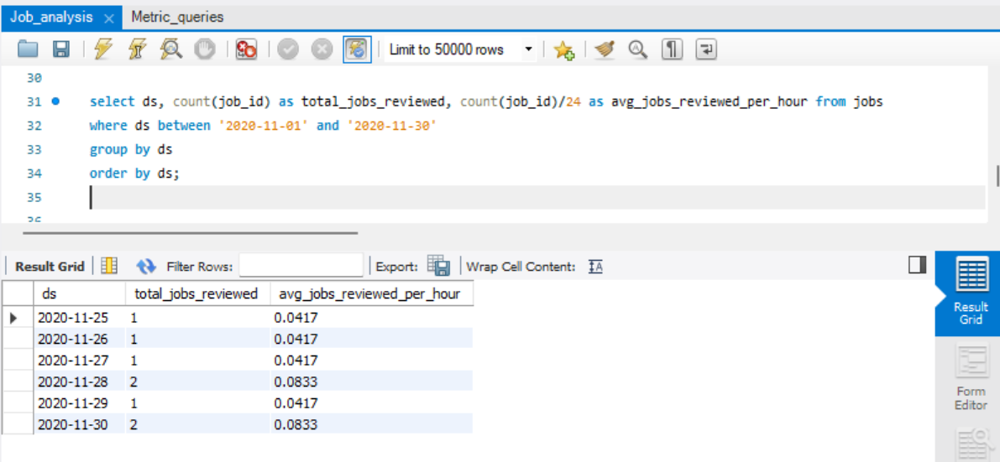 Job_analysis × Metric_queries
Limit to 50000 rows
30
31 select ds, count(job_id) as total_jobs_reviewed, count(job_id)/24 as avg_jobs_reviewed_per_hour from jobs
32 where ds between '2020-11-01' and '2020-11-30'
33 group by ds
34 order by ds;
35
36
Result Grid Filter Rows: Export: Wrap Cell Content: IA
ds total_jobs_reviewed avg_jobs_reviewed_per_hour
2020-11-25 1 0.0417
2020-11-26 1 0.0417
2020-11-27 1 0.0417
2020-11-28 2 0.0833
2020-11-29 1 0.0417
2020-11-30 2 0.0833
Result
Grid
Form
Editor